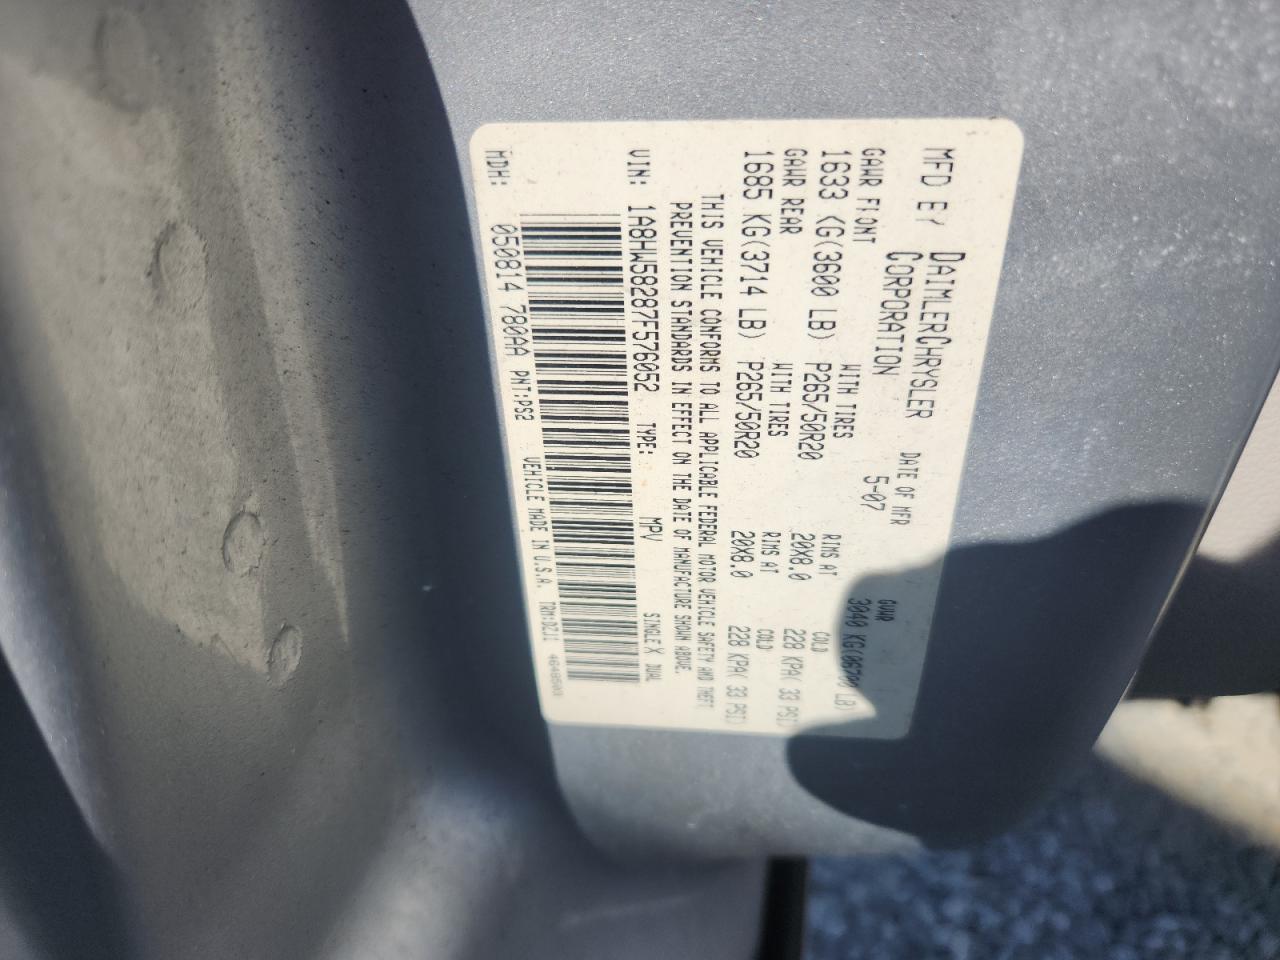 MFD BY DAIMLERCHRYSLER CORPORATION DATE OF MFR 5-07 GVWR 3040 KG(06700 LB)
GAWR FRONT WITH TIRES RIMS AT COLD
1633 KG(3600 LB) P265/50R20 20X8.0 228 KPA( 33 PSI)
GAWR REAR WITH TIRES RIMS AT COLD
1685 KG(3714 LB) P265/50R20 20X8.0 228 KPA( 33 PSI)
THIS VEHICLE CONFORMS TO ALL APPLICABLE FEDERAL MOTOR VEHICLE SAFETY AND THEFT
PREVENTION STANDARDS IN EFFECT ON THE DATE OF MANUFACTURE SHOWN ABOVE.
VIN: 1A8HW58287F576052 TYPE: MPV SINGLE X DUAL
MDH: 050814 780AA PNT:PS2 VEHICLE MADE IN U.S.A. TRM:DZJ1